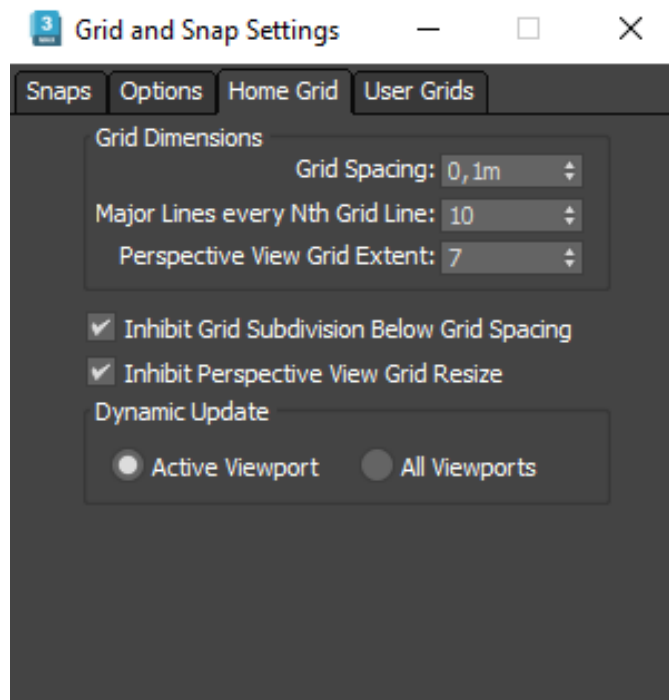 3
Grid and Snap Settings
Snaps Options Home Grid User Grids
Grid Dimensions
Grid Spacing: 0,1m
Major Lines every Nth Grid Line: 10
Perspective View Grid Extent: 7
Inhibit Grid Subdivision Below Grid Spacing
Inhibit Perspective View Grid Resize
Dynamic Update
Active Viewport All Viewports